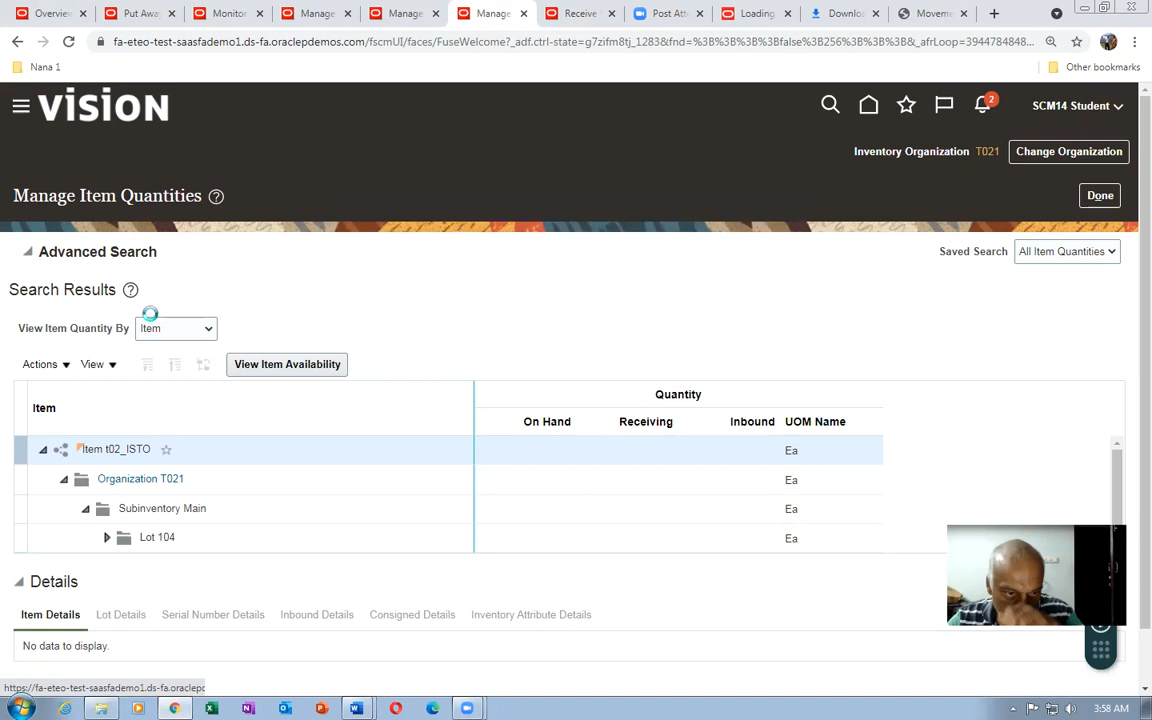 Overview
Put Away
Monitor
Manage
Manage
Manage
Receive
Post Att
Loading
Downlo
Movem
fa-eteo-test-saasfademo1.ds-fa.oraclepdemos.com/fscmUI/faces/FuseWelcome?_adf.ctrl-state=g7zifm8tj_1283&fnd=%3B%3B%3B%3Bfalse%3B256%3B%3B%3B&_afrLoop=3944784848...
Nana 1
Other bookmarks
VISION
2
SCM14 Student
Inventory Organization T021
Change Organization
Manage Item Quantities
Done
Advanced Search
Saved Search All Item Quantities
Search Results
View Item Quantity By Item
Actions View View Item Availability
Quantity
Item
On Hand Receiving Inbound UOM Name
Item t02_ISTO Ea
Organization T021 Ea
Subinventory Main Ea
Lot 104 Ea
Details
Item Details Lot Details Serial Number Details Inbound Details Consigned Details Inventory Attribute Details
No data to display.
https://fa-eteo-test-saasfademo1.ds-fa.oraclepd
3:58 AM